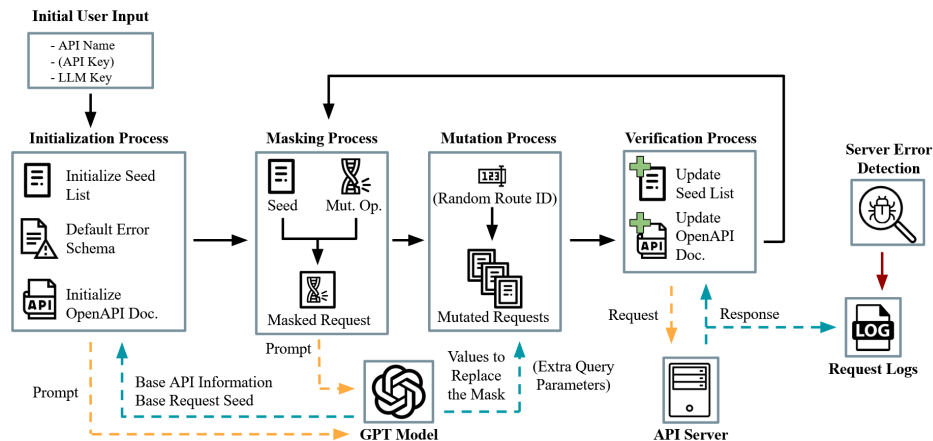 Initial User Input
- API Name
- (API Key)
- LLM Key
Initialization Process
Initialize Seed
List
Default Error
Schema
API
Initialize
OpenAPI Doc.
Masking Process
Seed
Mut. Op.
Masked Request
Mutation Process
123
(Random Route ID)
Mutated Requests
Verification Process
Update
Seed List
API
Update
OpenAPI
Doc.
Server Error
Detection
LOG
Request Logs
Request
Response
API Server
Prompt
Base API Information
Base Request Seed
Prompt
GPT Model
Values to
Replace
the Mask
(Extra Query
Parameters)